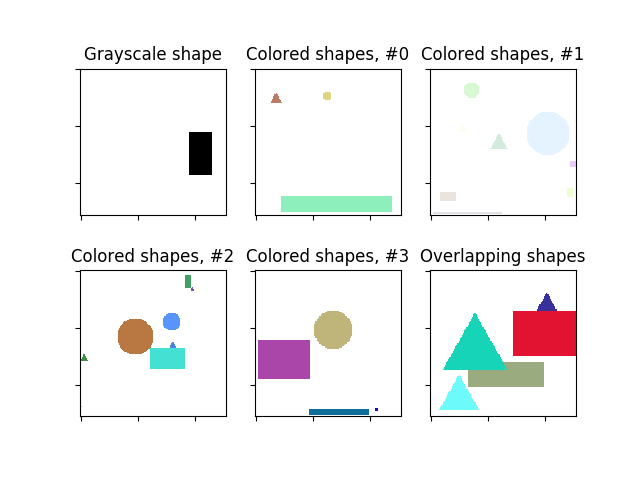 Grayscale shape
Colored shapes, #0
Colored shapes, #1
Colored shapes, #2
Colored shapes, #3
Overlapping shapes